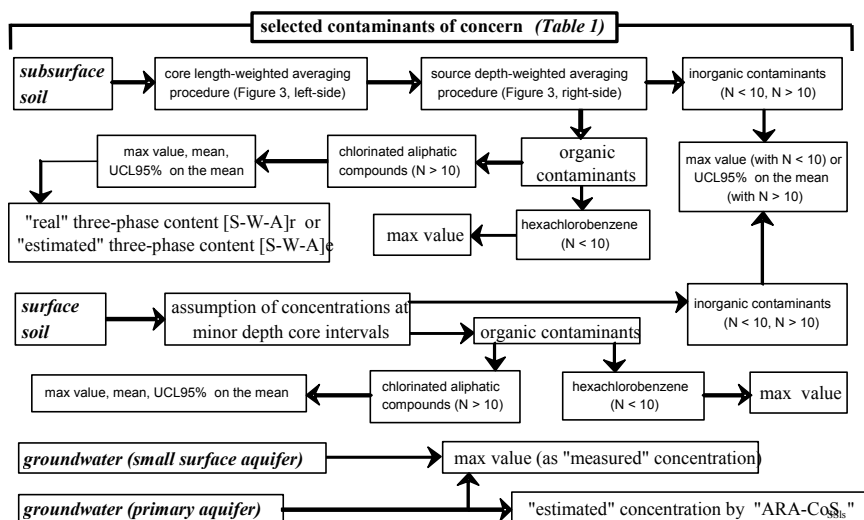 selected contaminants of concern (Table 1)
subsurface
soil
core length-weighted averaging
procedure (Figure 3, left-side)
source depth-weighted averaging
procedure (Figure 3, right-side)
inorganic contaminants
(N < 10, N > 10)
max value, mean,
UCL95% on the mean
chlorinated aliphatic
compounds (N > 10)
organic
contaminants
max value (with N < 10) or
UCL95% on the mean
(with N > 10)
"real" three-phase content [S-W-A]r or
"estimated" three-phase content [S-W-A]e
max value
hexachlorobenzene
(N < 10)
surface
soil
assumption of concentrations at
minor depth core intervals
organic contaminants
inorganic contaminants
(N < 10, N > 10)
max value, mean, UCL95% on the mean
chlorinated aliphatic
compounds (N > 10)
hexachlorobenzene
(N < 10)
max value
groundwater (small surface aquifer)
max value (as "measured" concentration)
groundwater (primary aquifer)
"estimated" concentration by "ARA-CoSSSls"